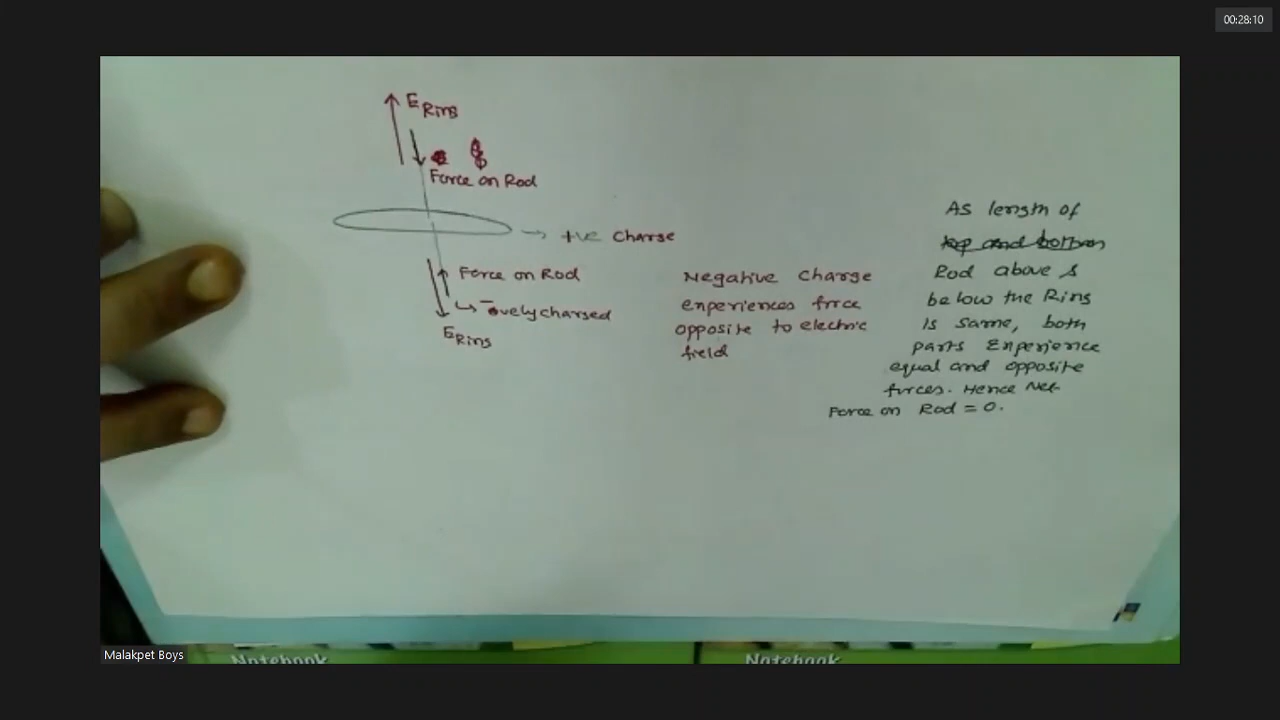 00:28:10
E Ring
Force on Rod
→ +ve charge
Force on Rod
↳ -vely charged
E Ring
Negative charge
experiences force
opposite to electric
field
As length of
top and bottom
Rod above &
below the Ring
is same, both
parts Experience
equal and opposite
forces. Hence Net
Force on Rod = 0.
Malakpet Boys
Notebook
Notebook